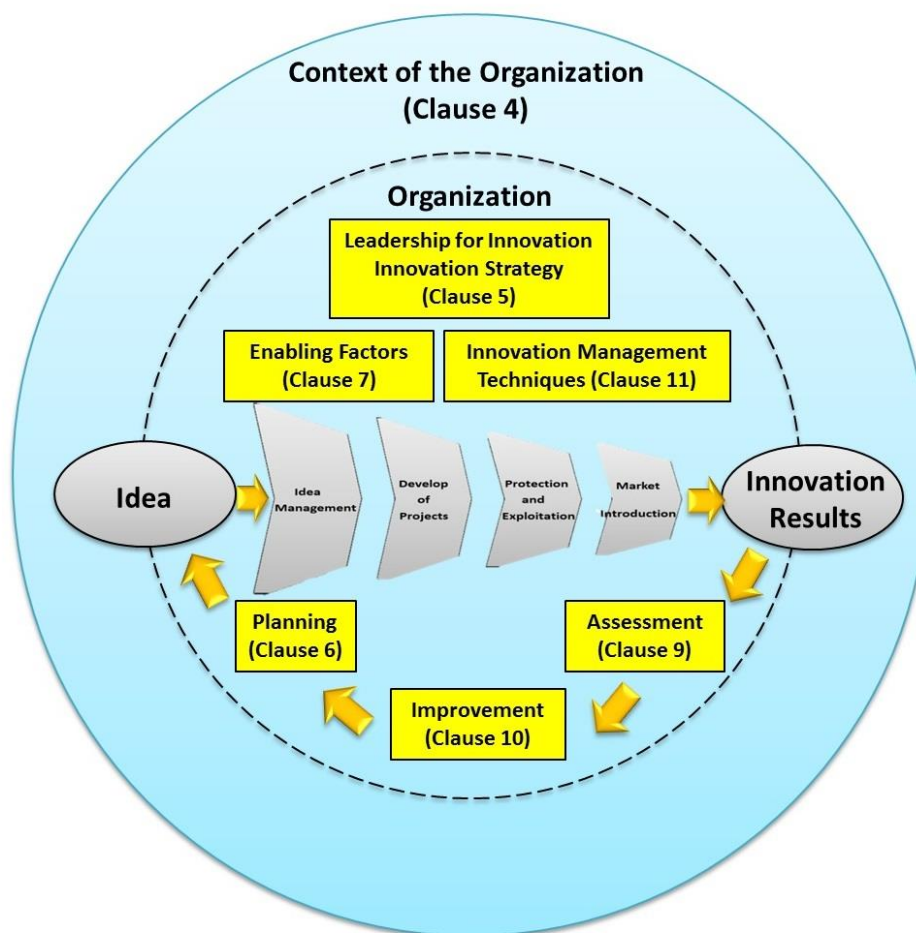 Context of the Organization
(Clause 4)
Organization
Leadership for Innovation
Innovation Strategy
(Clause 5)
Enabling Factors
(Clause 7)
Innovation Management
Techniques (Clause 11)
Idea
Idea
Management
Develop
of
Projects
Protection
and
Exploitation
Market
Introduction
Innovation
Results
Planning
(Clause 6)
Assessment
(Clause 9)
Improvement
(Clause 10)